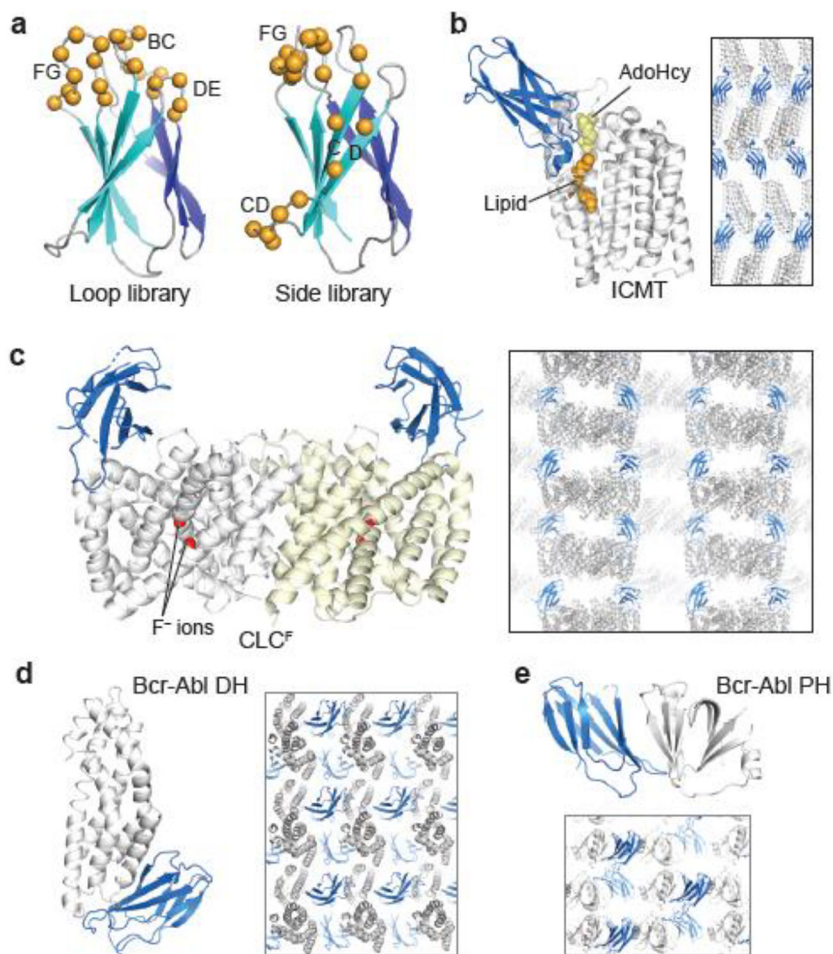 a
FG
BC
DE
Loop library
FG
C
D
CD
Side library
b
AdoHcy
Lipid
ICMT
c
F⁻ ions
CLCᶠ
d
Bcr-Abl DH
e
Bcr-Abl PH